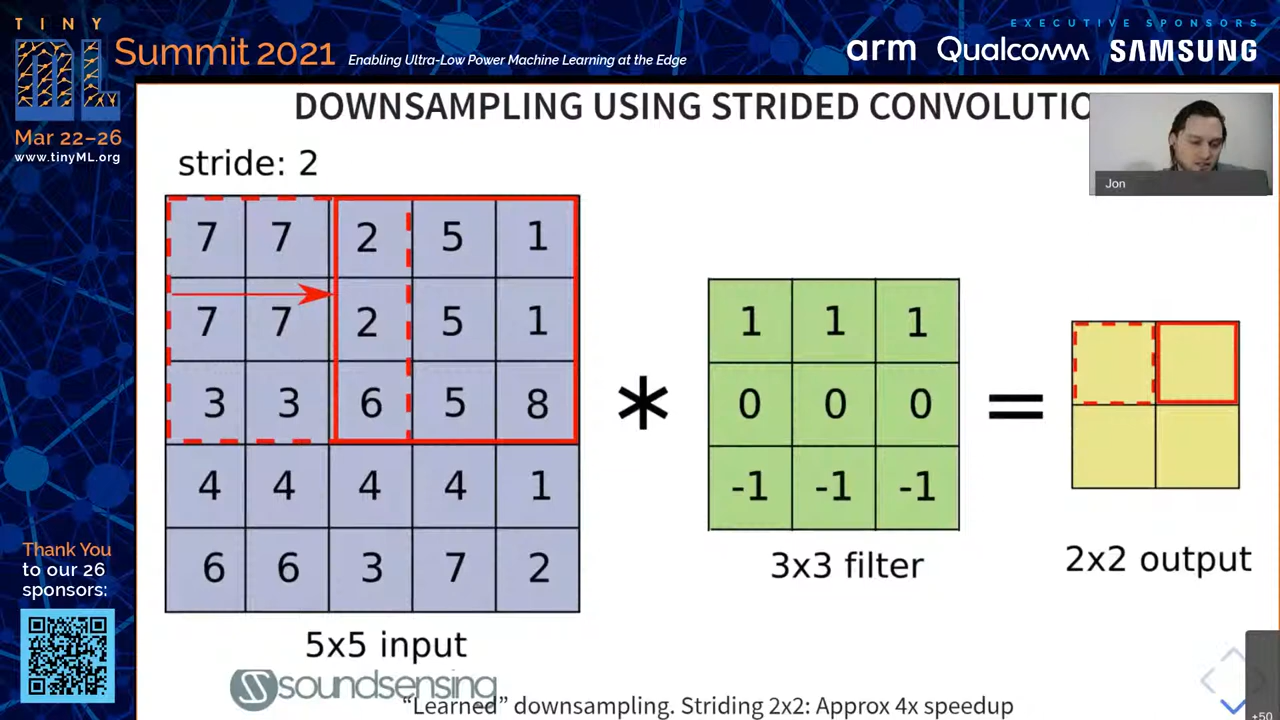 TINY
ML
Summit 2021
Enabling Ultra-Low Power Machine Learning at the Edge
EXECUTIVE SPONSORS
arm Qualcomm SAMSUNG
Mar 22–26
www.tinyML.org
DOWNSAMPLING USING STRIDED CONVOLUTIO
Jon
stride: 2
7 7 2 5 1
7 7 2 5 1
3 3 6 5 8
4 4 4 4 1
6 6 3 7 2
5x5 input
*
1 1 1
0 0 0
-1 -1 -1
3x3 filter
=
2x2 output
Thank You
to our 26
sponsors:
soundsensing
“Learned” downsampling. Striding 2x2: Approx 4x speedup
+50